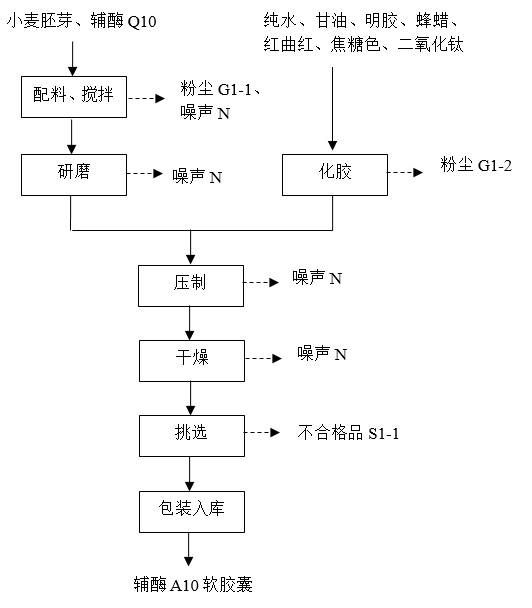 小麦胚芽、辅酶 Q10
纯水、甘油、明胶、蜂蜡、
红曲红、焦糖色、二氧化钛
配料、搅拌
粉尘 G1-1、
噪声 N
研磨
噪声 N
化胶
粉尘 G1-2
压制
噪声 N
干燥
噪声 N
挑选
不合格品 S1-1
包装入库
辅酶 A10 软胶囊